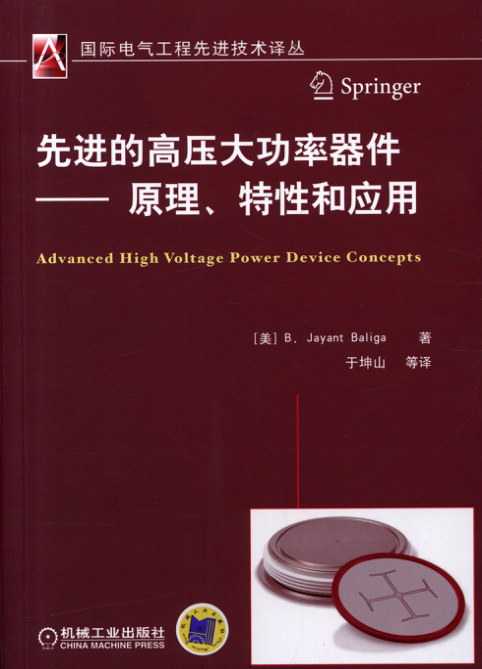 国际电气工程先进技术译丛
Springer
先进的高压大功率器件
—— 原理、特性和应用
Advanced High Voltage Power Device Concepts
[美] B．Jayant Baliga 著
于坤山 等译
机械工业出版社
CHINA MACHINE PRESS